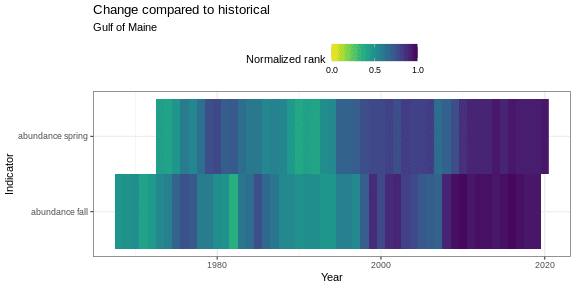 Change compared to historical
Gulf of Maine
Normalized rank
0.0 0.5 1.0
abundance spring
abundance fall
Indicator
1980 2000 2020
Year